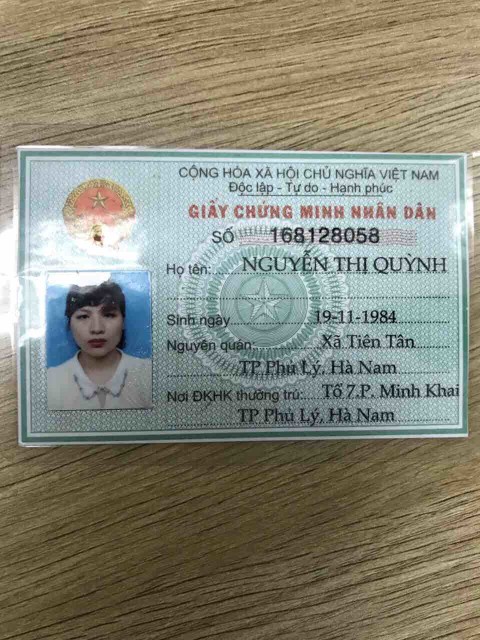 CỘNG HÒA XÃ HỘI CHỦ NGHĨA VIỆT NAM
Độc lập - Tự do - Hạnh phúc
GIẤY CHỨNG MINH NHÂN DÂN
SỐ 168128058
Họ tên: NGUYỄN THỊ QUỲNH
Sinh ngày 19-11-1984
Nguyên quán: Xã Tiên Tân
TP Phủ Lý, Hà Nam
Nơi ĐKHK thường trú: Tổ 7.P. Minh Khai
TP Phủ Lý, Hà Nam